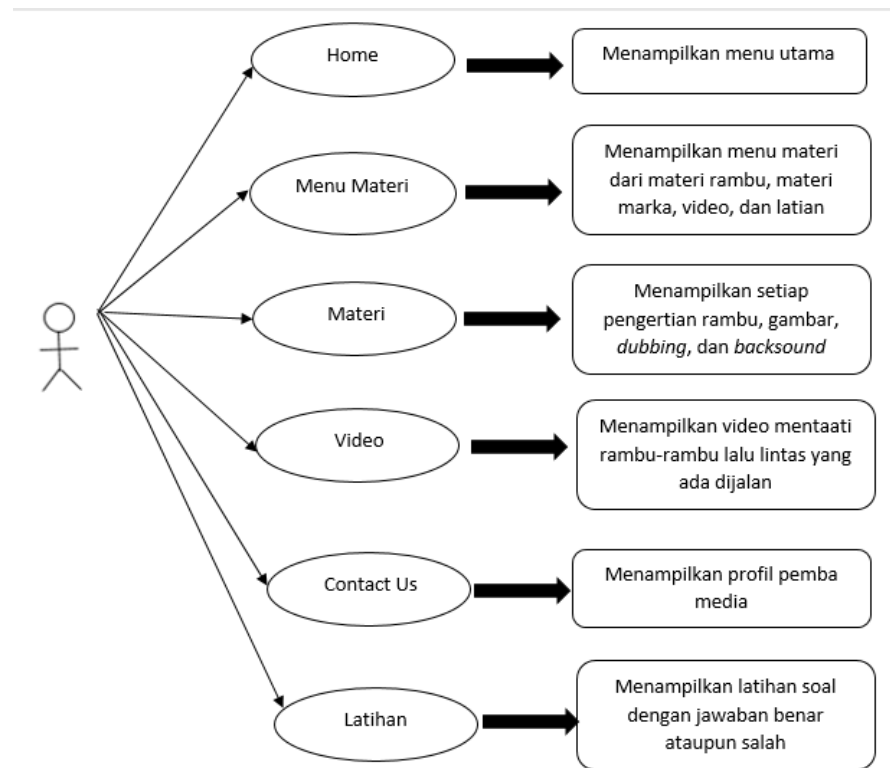 Home
Menampilkan menu utama
Menu Materi
Menampilkan menu materi
dari materi rambu, materi
marka, video, dan latian
Materi
Menampilkan setiap
pengertian rambu, gambar,
dubbing, dan backsound
Video
Menampilkan video mentaati
rambu-rambu lalu lintas yang
ada dijalan
Contact Us
Menampilkan profil pemba
media
Latihan
Menampilkan latihan soal
dengan jawaban benar
ataupun salah